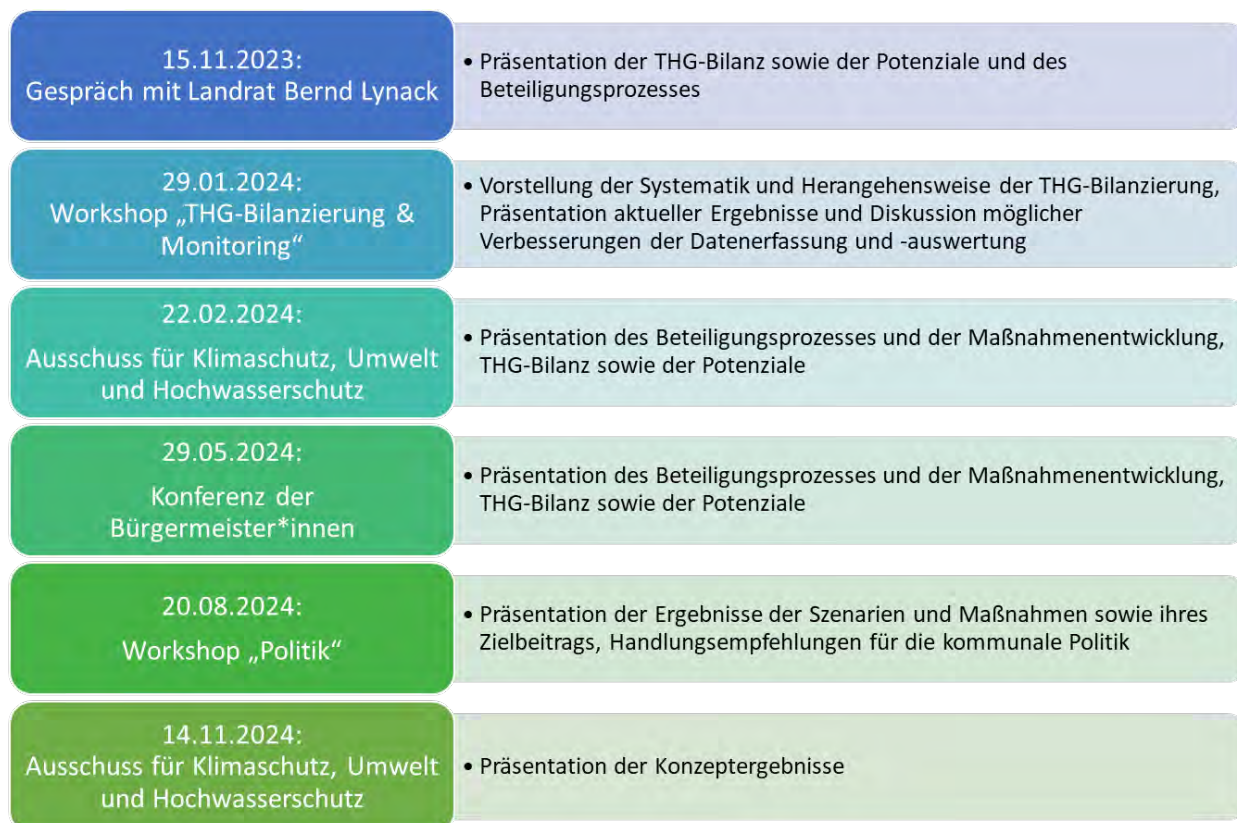 15.11.2023:
Gespräch mit Landrat Bernd Lynack
• Präsentation der THG-Bilanz sowie der Potenziale und des
Beteiligungsprozesses
29.01.2024:
Workshop „THG-Bilanzierung &
Monitoring“
• Vorstellung der Systematik und Herangehensweise der THG-Bilanzierung,
Präsentation aktueller Ergebnisse und Diskussion möglicher
Verbesserungen der Datenerfassung und -auswertung
22.02.2024:
Ausschuss für Klimaschutz, Umwelt
und Hochwasserschutz
• Präsentation des Beteiligungsprozesses und der Maßnahmenentwicklung,
THG-Bilanz sowie der Potenziale
29.05.2024:
Konferenz der
Bürgermeister*innen
• Präsentation des Beteiligungsprozesses und der Maßnahmenentwicklung,
THG-Bilanz sowie der Potenziale
20.08.2024:
Workshop „Politik“
• Präsentation der Ergebnisse der Szenarien und Maßnahmen sowie ihres
Zielbeitrags, Handlungsempfehlungen für die kommunale Politik
14.11.2024:
Ausschuss für Klimaschutz, Umwelt
und Hochwasserschutz
• Präsentation der Konzeptergebnisse